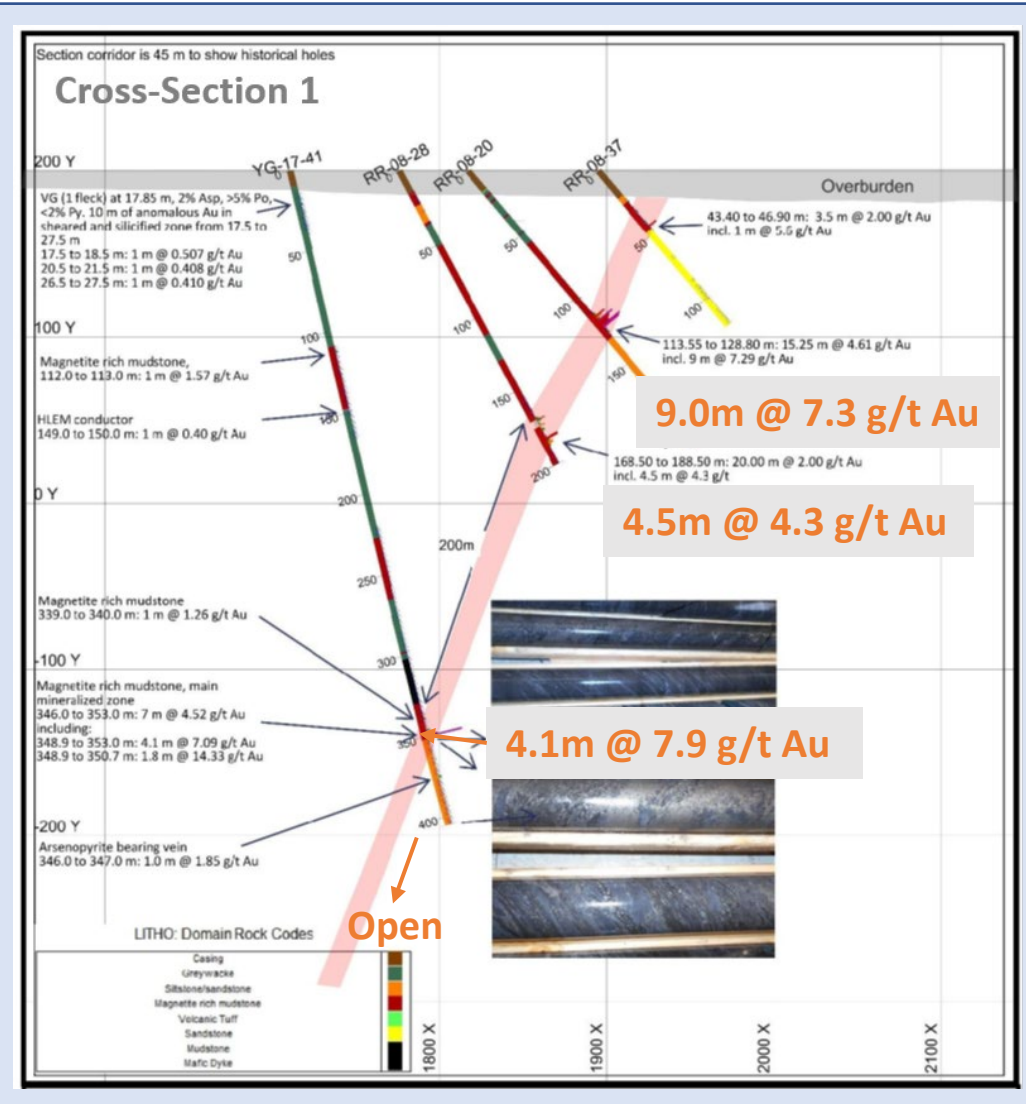 Section corridor is 45 m to show historical holes
Cross-Section 1
200 Y
YG-17-41
RR-08-28
RR-08-20
RR-08-37
Overburden
VG (1 fleck) at 17.85 m, 2% Asp, >5% Po,
<2% Py. 10 m of anomalous Au in
sheared and silicified zone from 17.5 to
27.5 m
17.5 to 18.5 m: 1 m @ 0.507 g/t Au
20.5 to 21.5 m: 1 m @ 0.408 g/t Au
26.5 to 27.5 m: 1 m @ 0.410 g/t Au
43.40 to 46.90 m: 3.5 m @ 2.00 g/t Au
incl. 1 m @ 5.6 g/t Au
50
50
50
50
100
100
100
100
100 Y
113.55 to 128.80 m: 15.25 m @ 4.61 g/t Au
incl. 9 m @ 7.29 g/t Au
Magnetite rich mudstone,
112.0 to 113.0 m: 1 m @ 1.57 g/t Au
150
150
9.0m @ 7.3 g/t Au
HLEM conductor
149.0 to 150.0 m: 1 m @ 0.40 g/t Au
150
168.50 to 188.50 m: 20.00 m @ 2.00 g/t Au
incl. 4.5 m @ 4.3 g/t
200
0 Y
200
4.5m @ 4.3 g/t Au
200m
250
Magnetite rich mudstone
339.0 to 340.0 m: 1 m @ 1.26 g/t Au
-100 Y
300
Magnetite rich mudstone, main
mineralized zone
346.0 to 353.0 m: 7 m @ 4.52 g/t Au
including:
348.9 to 353.0 m: 4.1 m @ 7.09 g/t Au
348.9 to 350.7 m: 1.8 m @ 14.33 g/t Au
350
4.1m @ 7.9 g/t Au
-200 Y
400
Arsenopyrite bearing vein
346.0 to 347.0 m: 1.0 m @ 1.85 g/t Au
Open
LITHO: Domain Rock Codes
Casing
Greywacke
Siltstone/sandstone
Magnette rich mudstone
Volcanic Tuff
Sandstone
Mudstone
Mafic Dyke
1800 X
1900 X
2000 X
2100 X